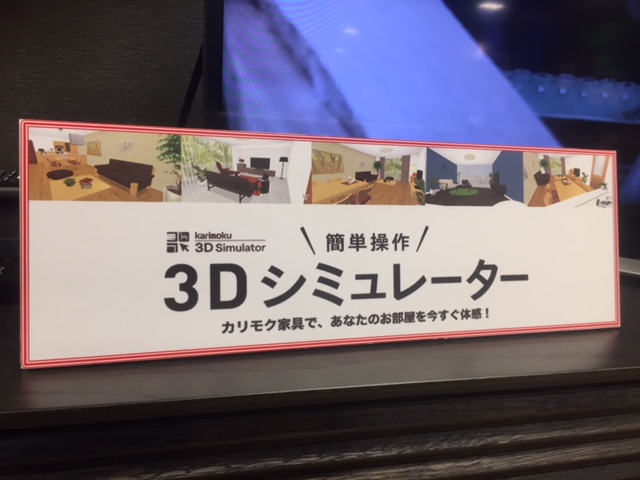 karimoku
3D Simulator
簡単操作
3Dシミュレーター
カリモク家具で、あなたのお部屋を今すぐ体感！